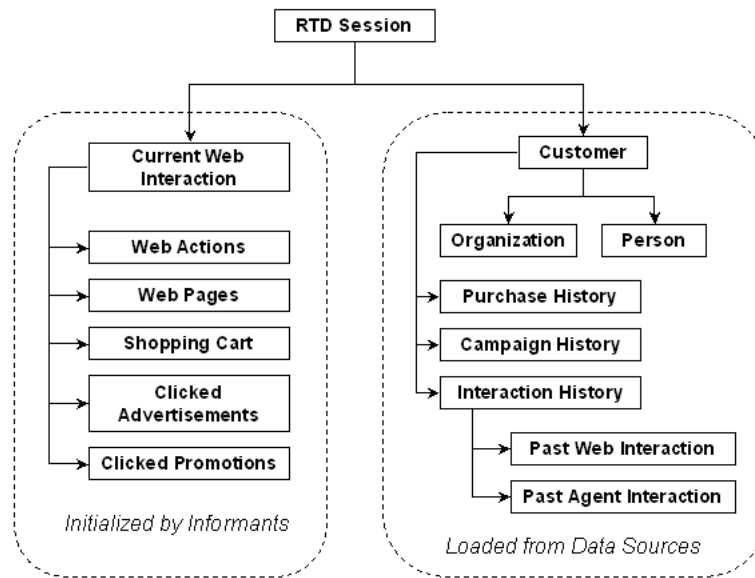 RTD Session
Current Web
Interaction
Web Actions
Web Pages
Shopping Cart
Clicked
Advertisements
Clicked Promotions
Initialized by Informants
Customer
Organization
Person
Purchase History
Campaign History
Interaction History
Past Web Interaction
Past Agent Interaction
Loaded from Data Sources